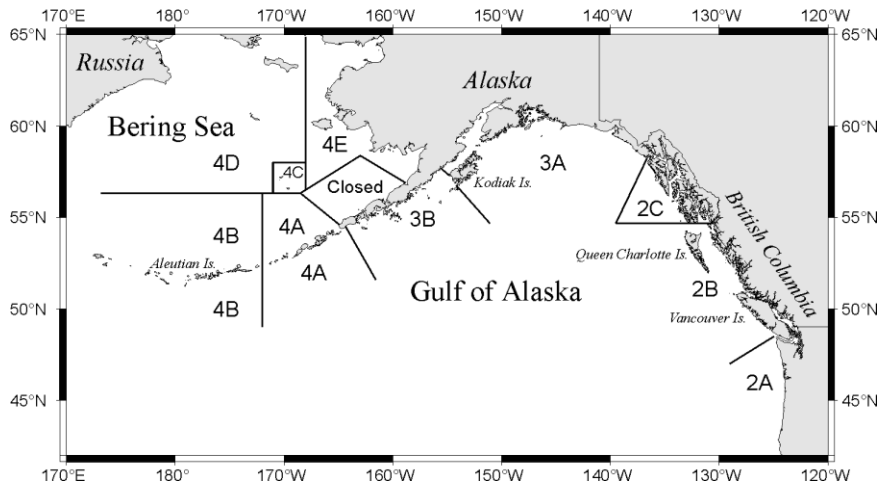 170°E 180° 170°W 160°W 150°W 140°W 130°W 120°W
65°N 65°N
Russia
Alaska
60°N 60°N
Bering Sea
4E
4D
4C
3A
Closed
Kodiak Is.
2C
55°N 55°N
4B
4A
3B
British Columbia
Aleutian Is.
4A
Queen Charlotte Is.
2B
50°N 50°N
4B
Gulf of Alaska
Vancouver Is.
2A
45°N 45°N
170°E 180° 170°W 160°W 150°W 140°W 130°W 120°W